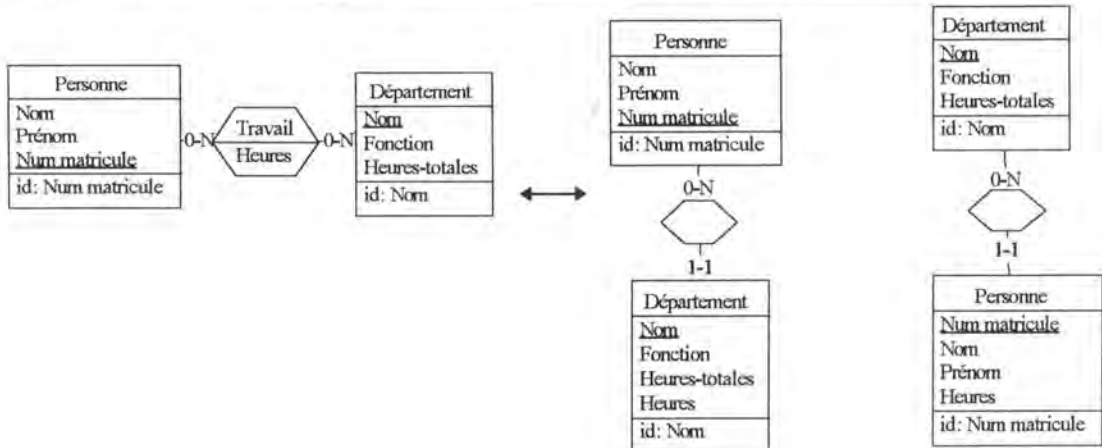 Personne
Nom
Prénom
Num matricule
id: Num matricule
0-N
Travail
Heures
0-N
Département
Nom
Fonction
Heures-totales
id: Nom
Personne
Nom
Prénom
Num matricule
id: Num matricule
0-N
1-1
Département
Nom
Fonction
Heures-totales
Heures
id: Nom
Département
Nom
Fonction
Heures-totales
id: Nom
0-N
1-1
Personne
Num matricule
Nom
Prénom
Heures
id: Num matricule